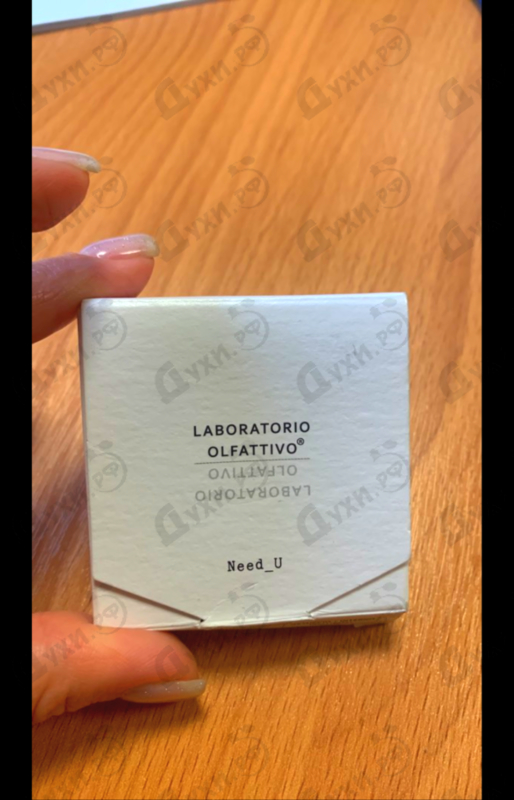 LABORATORIO
OLFATTIVO®
OLFATTIVO
LABORATORIO
Need_U
Духи.рф